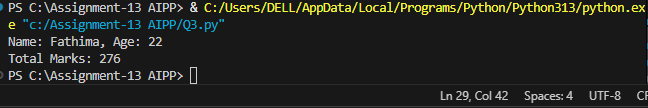 PS C:\Assignment-13 AIPP> & C:/Users/DELL/AppData/Local/Programs/Python/Python313/python.ex
e "c:/Assignment-13 AIPP/Q3.py"
Name: Fathima, Age: 22
Total Marks: 276
PS C:\Assignment-13 AIPP>
Ln 29, Col 42 Spaces: 4 UTF-8